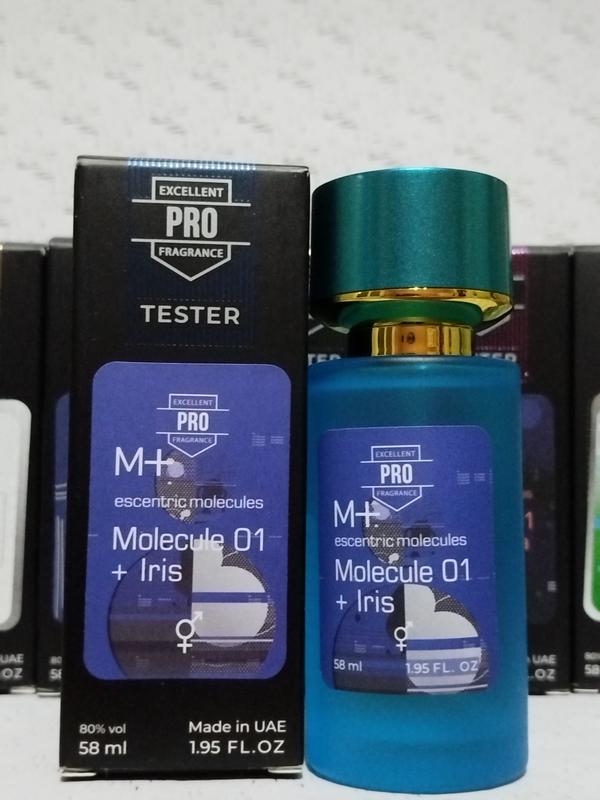 EXCELLENT
PRO
FRAGRANCE
TESTER
EXCELLENT
PRO
FRAGRANCE
M+
escentric molecules
Molecule 01
+ Iris
80% vol
58 ml
Made in UAE
1.95 FL.OZ
EXCELLENT
PRO
FRAGRANCE
M+
escentric molecules
Molecule 01
+ Iris
58 ml
1.95 FL. OZ
UAE